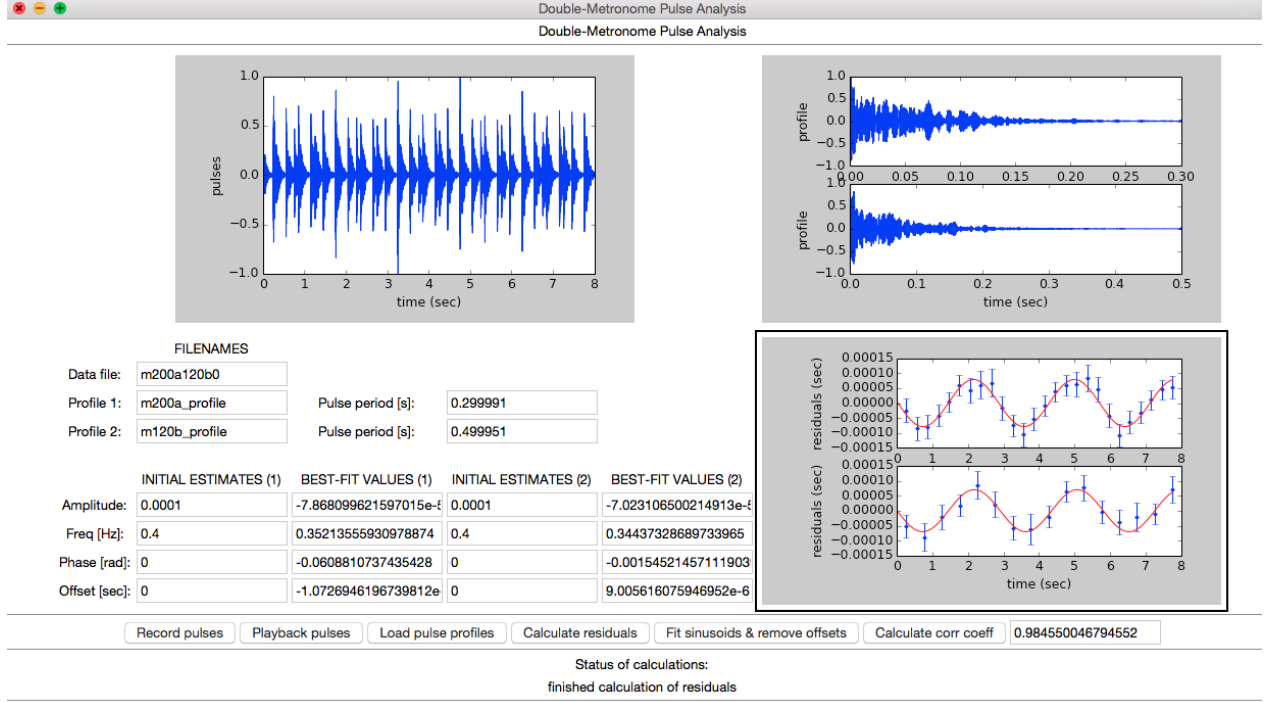 Double-Metronome Pulse Analysis
Double-Metronome Pulse Analysis
1.0
0.5
0.0
−0.5
−1.0
pulses
0 1 2 3 4 5 6 7 8
time (sec)
1.0
0.5
0.0
−0.5
−1.0
profile
0.00 0.05 0.10 0.15 0.20 0.25 0.30
0.5
0.0
−0.5
−1.0
profile
0.0 0.1 0.2 0.3 0.4 0.5
time (sec)
FILENAMES
Data file: m200a120b0
Profile 1: m200a_profile Pulse period [s]: 0.299991
Profile 2: m120b_profile Pulse period [s]: 0.499951
INITIAL ESTIMATES (1) BEST-FIT VALUES (1) INITIAL ESTIMATES (2) BEST-FIT VALUES (2)
Amplitude: 0.0001 -7.868099621597015e-5 0.0001 -7.023106500214913e-5
Freq [Hz]: 0.4 0.35213555930978874 0.4 0.34437328689733965
Phase [rad]: 0 -0.0608810737435428 0 -0.00154521457111903
Offset [sec]: 0 -1.0726946196739812e- 0 9.005616075946952e-6
0.00015
0.00010
0.00005
0.00000
−0.00005
−0.00010
−0.00015
residuals (sec)
0 1 2 3 4 5 6 7 8
0.00015
0.00010
0.00005
0.00000
−0.00005
−0.00010
−0.00015
residuals (sec)
0 1 2 3 4 5 6 7 8
time (sec)
Record pulses Playback pulses Load pulse profiles Calculate residuals Fit sinusoids & remove offsets Calculate corr coeff 0.984550046794552
Status of calculations:
finished calculation of residuals